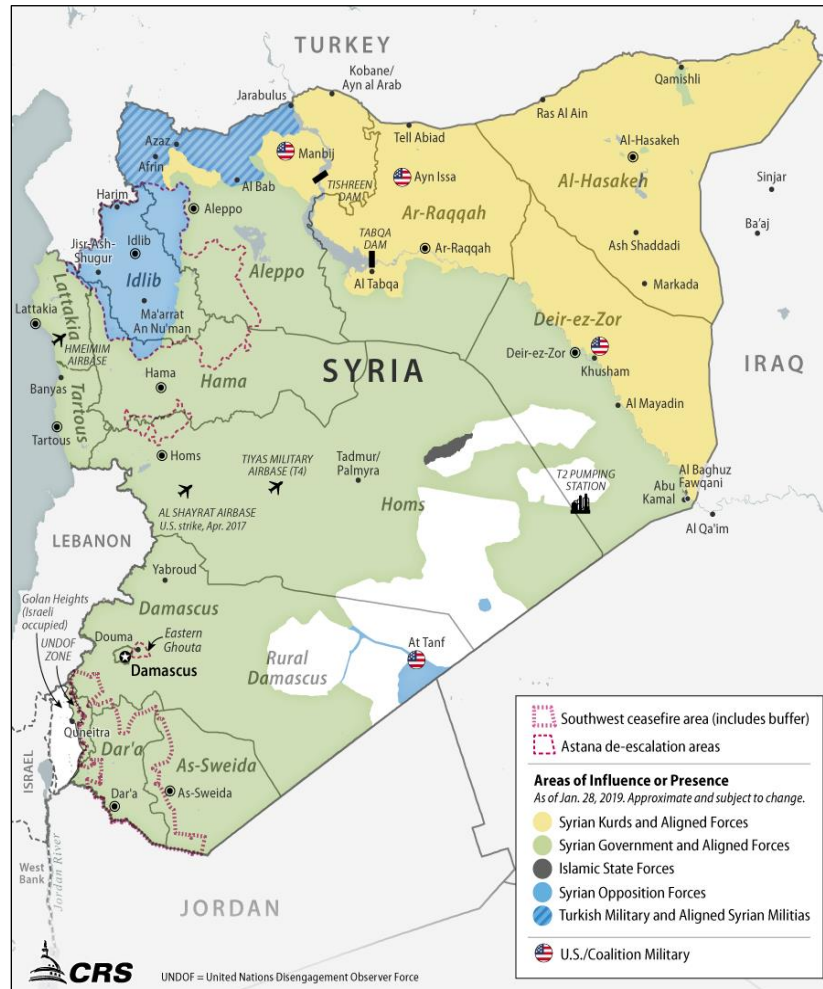 TURKEY
Kobane/
Ayn al Arab
Qamishli
Jarabulus
Ras Al Ain
Tell Abiad
Azaz
Afrin
Manbij
Al-Hasakeh
Ayn Issa
Al-Hasakeh
Sinjar
TISHREEN
DAM
Al Bab
Harim
Aleppo
Ar-Raqqah
Ba'aj
TABQA
DAM
Jisr-Ash-
Shugur
Idlib
Ar-Raqqah
Ash Shaddadi
Aleppo
Idlib
Al Tabqa
Markada
Lattakia
Ma'arrat
An Nu'man
Lattakia
Deir-ez-Zor
HMEIMIM
AIRBASE
Deir-ez-Zor
SYRIA
IRAQ
Hama
Hama
Khusham
Banyas
Tartous
Al Mayadin
Tartous
Homs
TIYAS MILITARY
AIRBASE (T4)
Tadmur/
Palmyra
T2 PUMPING
STATION
Al Baghuz
Fawqani
Abu
Kamal
AL SHAYRAT AIRBASE
U.S. strike, Apr. 2017
Homs
Al Qa'im
LEBANON
Yabroud
Golan Heights
(Israeli
occupied)
Damascus
UNDOF
ZONE
Douma
Eastern
Ghouta
At Tanf
Damascus
Rural
Damascus
Quneitra
ISRAEL
Dar'a
As-Sweida
Dar'a
As-Sweida
West
Bank
Jordan River
JORDAN
Southwest ceasefire area (includes buffer)
Astana de-escalation areas
Areas of Influence or Presence
As of Jan. 28, 2019. Approximate and subject to change.
Syrian Kurds and Aligned Forces
Syrian Government and Aligned Forces
Islamic State Forces
Syrian Opposition Forces
Turkish Military and Aligned Syrian Militias
U.S./Coalition Military
CRS
UNDOF = United Nations Disengagement Observer Force